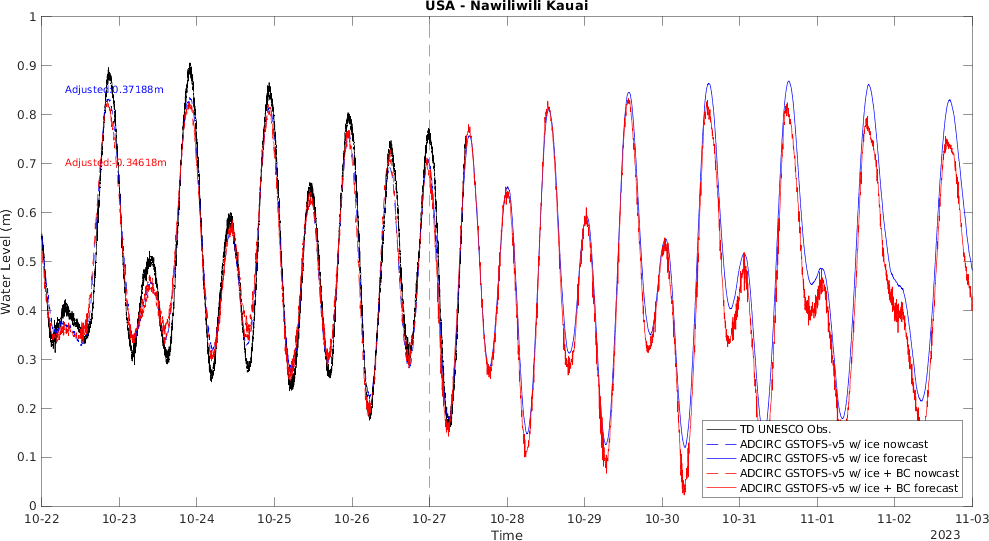 USA - Nawiliwili Kauai
1
0.9
0.8
0.7
0.6
0.5
0.4
0.3
0.2
0.1
0
Water Level (m)
Adjusted:0.37188m
Adjusted:-0.34618m
TD UNESCO Obs.
ADCIRC GSTOFS-v5 w/ ice nowcast
ADCIRC GSTOFS-v5 w/ ice forecast
ADCIRC GSTOFS-v5 w/ ice + BC nowcast
ADCIRC GSTOFS-v5 w/ ice + BC forecast
10-22 10-23 10-24 10-25 10-26 10-27 10-28 10-29 10-30 10-31 11-01 11-02 11-03
Time
2023